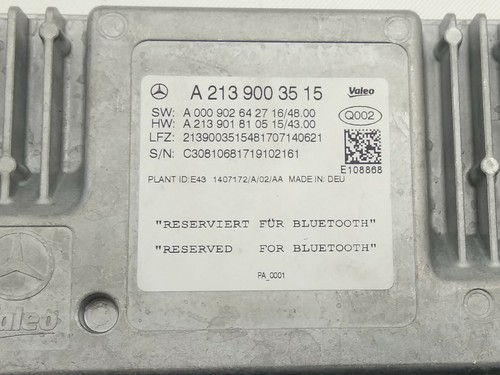 A 213 900 35 15
Valeo
SW: A 000 902 64 27 16/48.00
HW: A 213 901 81 05 15/43.00
Q002
LFZ: 2139003515481707140621
S/N: C30810681719102161
E108868
PLANT ID:E43 1407172/A/02/AA MADE IN: DEU
"RESERVIERT FÜR BLUETOOTH"
"RESERVED FOR BLUETOOTH"
PA_0001
Valeo